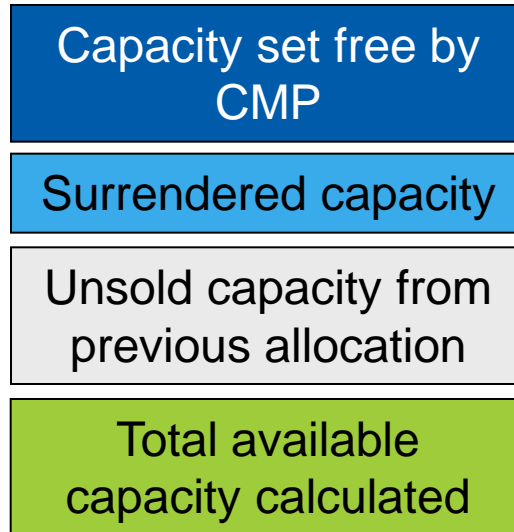 Capacity set free by
CMP
Surrendered capacity
Unsold capacity from
previous allocation
Total available
capacity calculated